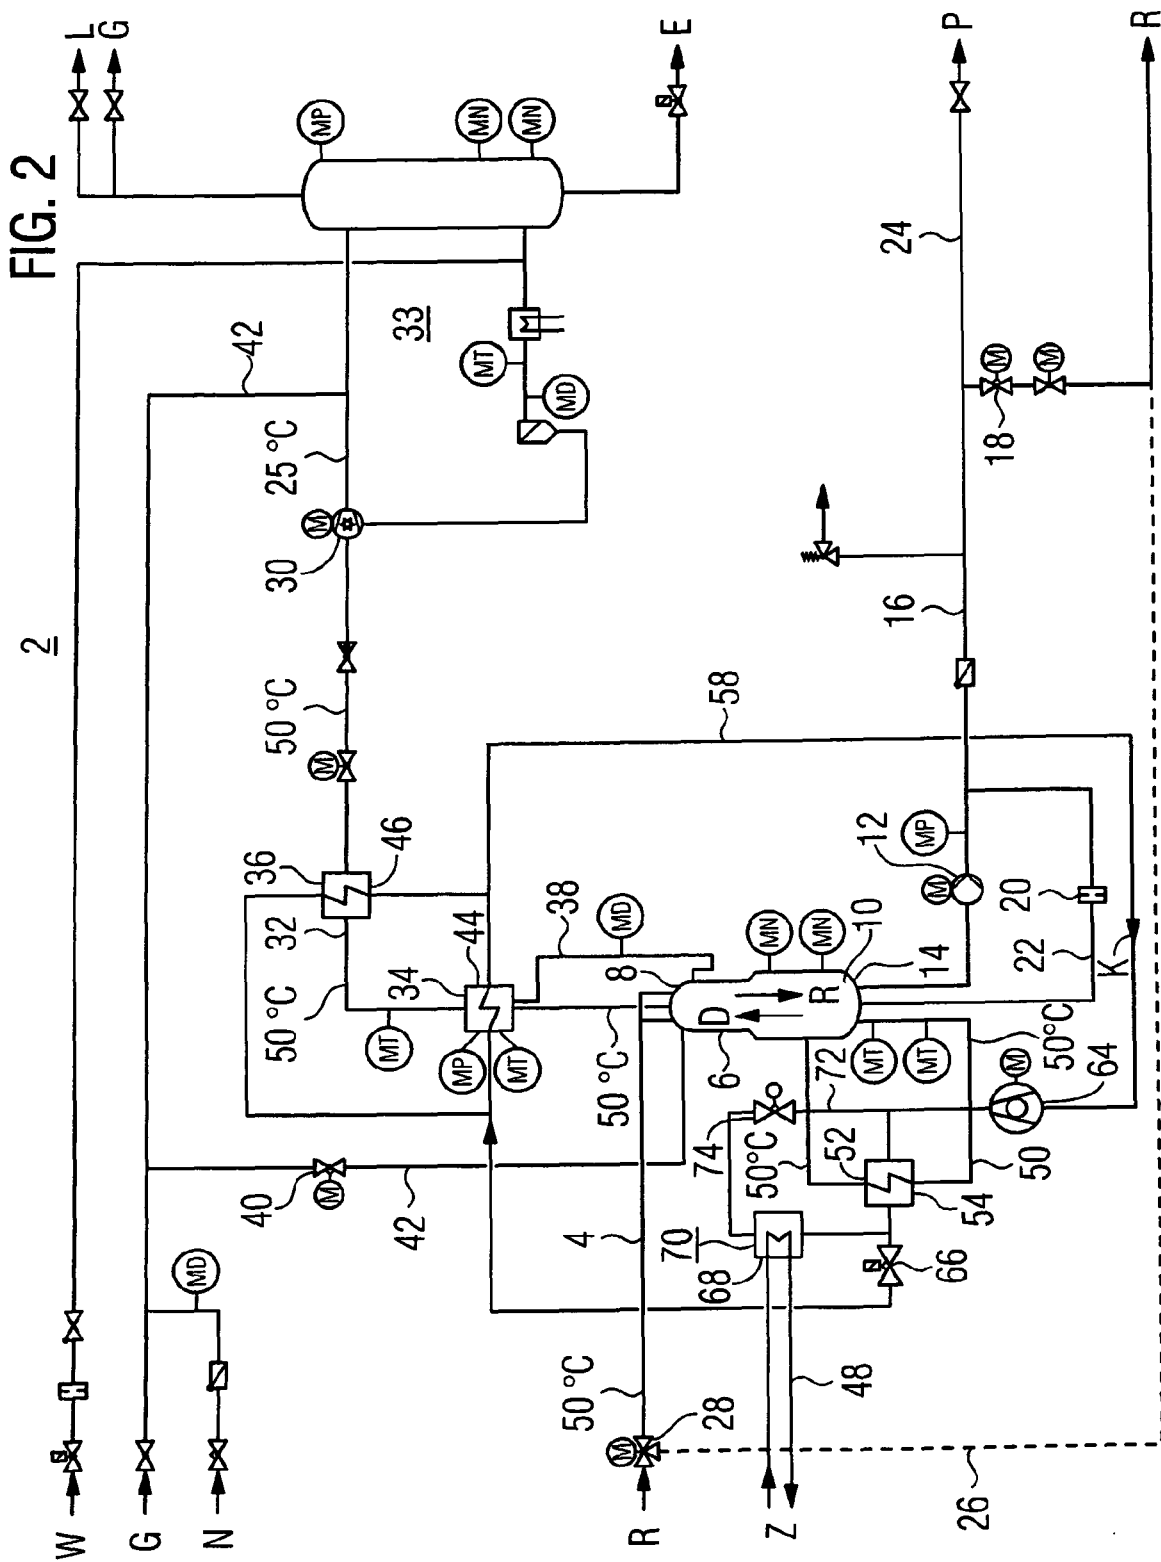 FIG. 2
2
L
G
E
P
R
W
G
N
R
Z
MP
MN
MN
33
42
MT
MD
25 °C
M
30
50 °C
M
36
46
32
50 °C
MT
34
44
38
MD
MP
MT
58
24
M
M
18
16
MP
12
M
20
22
K
10
14
MN
MN
8
D
R
6
50 °C
MT
MT
50°C
72
M
64
74
50°C
52
50
54
40
M
42
4
70
68
66
MD
50 °C
M
28
48
26